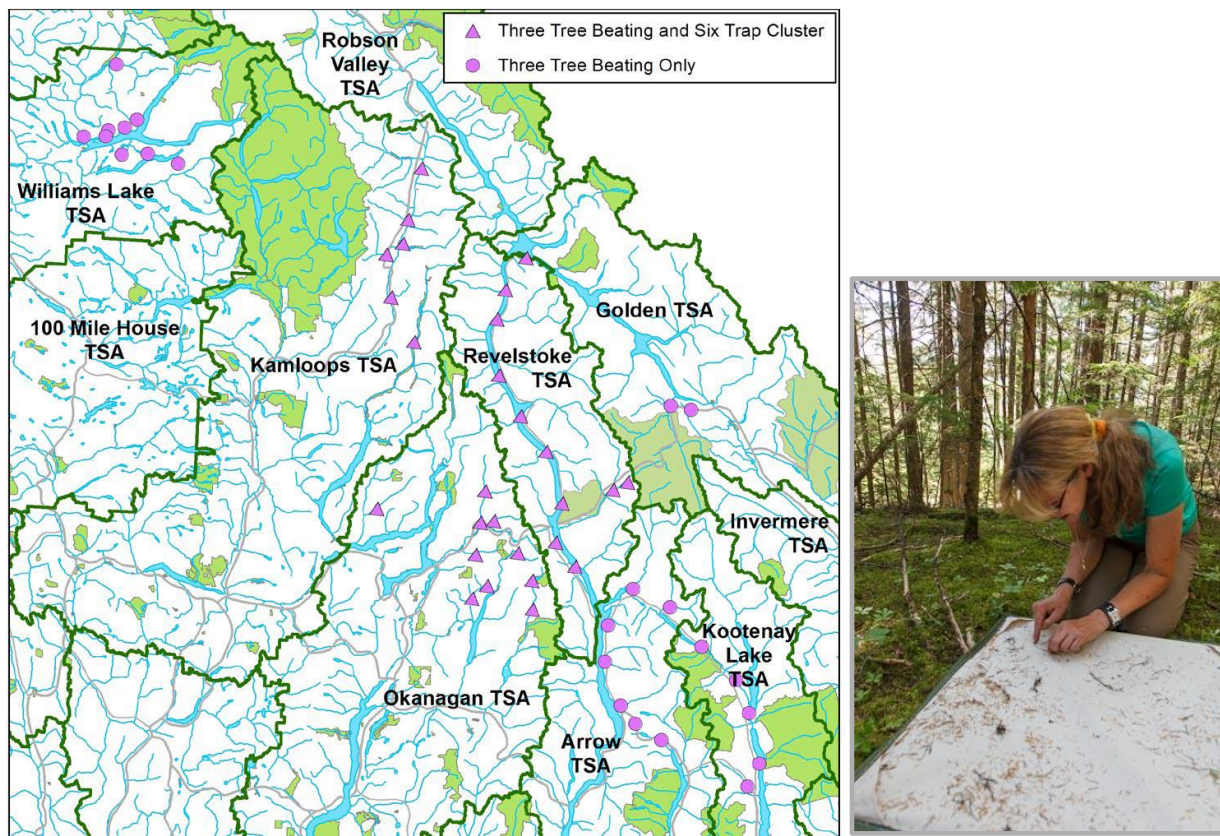 Three Tree Beating and Six Trap Cluster
Three Tree Beating Only
Robson
Valley
TSA
Williams Lake
TSA
100 Mile House
TSA
Kamloops TSA
Revelstoke
TSA
Golden TSA
Invermere
TSA
Kootenay
Lake
TSA
Okanagan TSA
Arrow
TSA